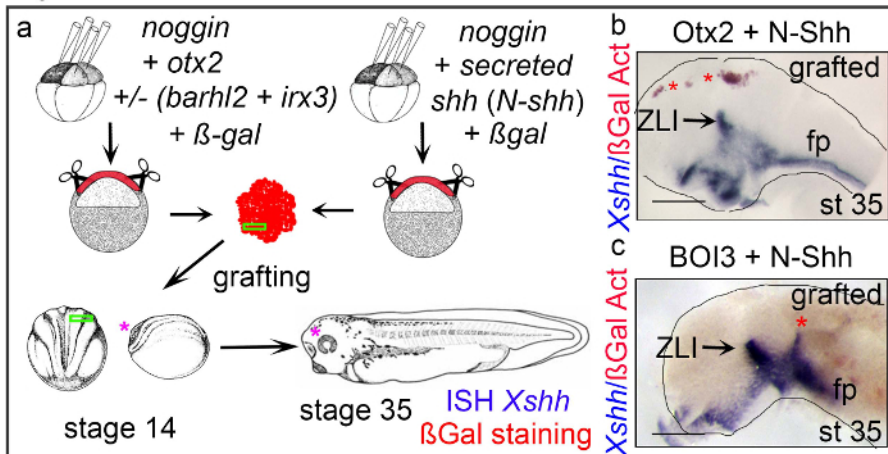 a
noggin
+ otx2
+/- (barhl2 + irx3)
+ ß-gal
noggin
+ secreted
shh (N-shh)
+ ßgal
grafting
*
*
stage 14
stage 35
ISH Xshh
ßGal staining
b
Otx2 + N-Shh
Xshh/ßGal Act
grafted
* *
ZLI
fp
st 35
c
BOI3 + N-Shh
Xshh/ßGal Act
grafted
*
ZLI
fp
st 35